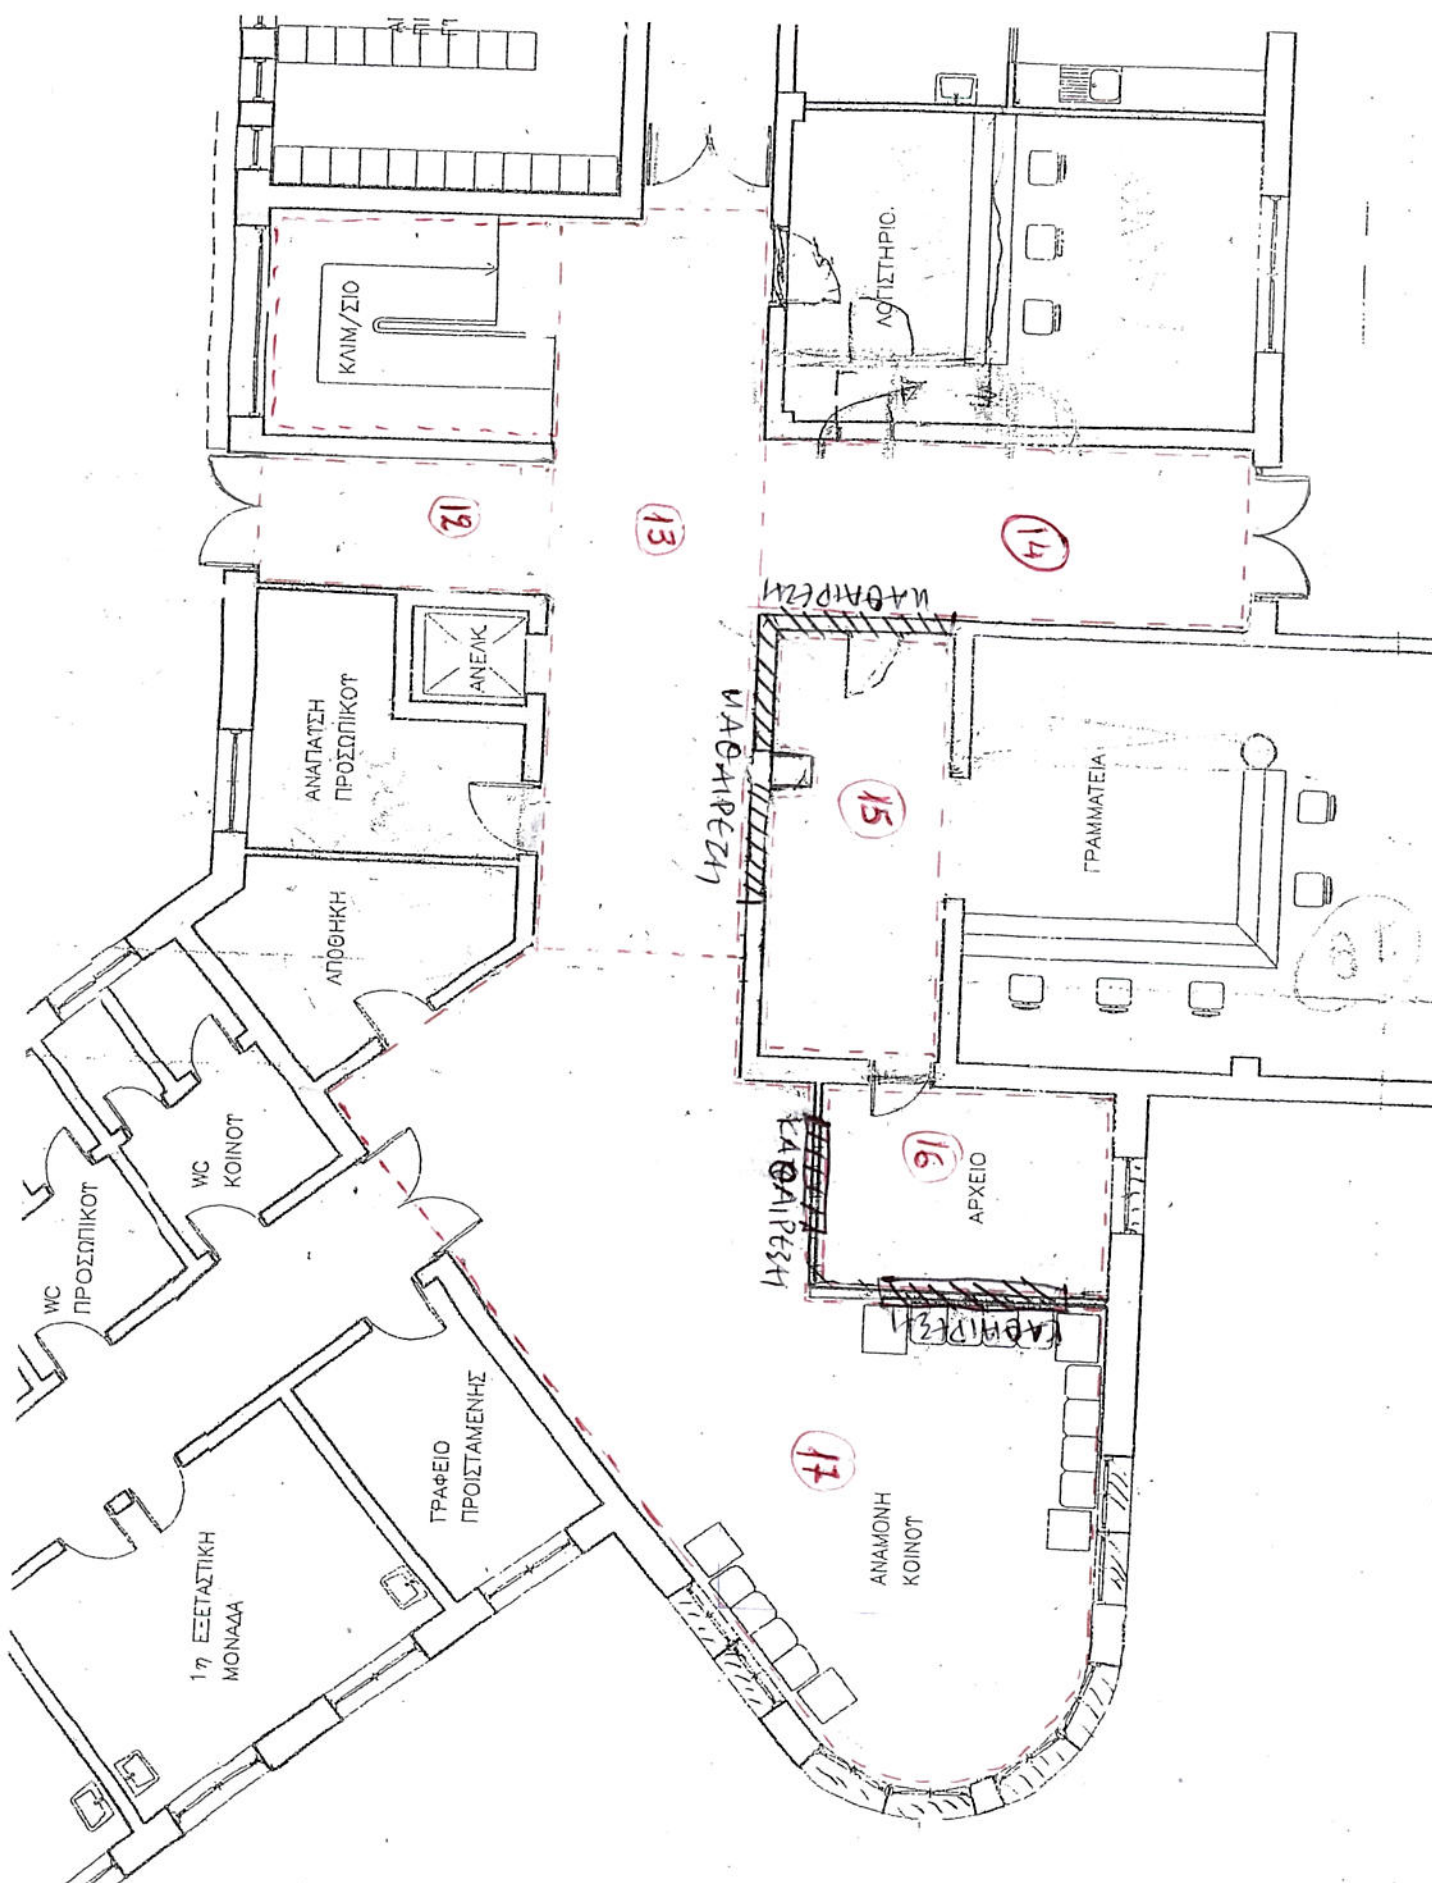 ΚΛΙΜ/ΣΙΟ
ΛΟΓΙΣΤΗΡΙΟ.
12
13
14
ΚΑΘΑΙΡΕΣΗ
ΑΝΕΛΚ.
ΑΝΑΠΑΥΣΗ
ΠΡΟΣΩΠΙΚΟΥ
ΚΑΘΑΙΡΕΣΗ
15
ΓΡΑΜΜΑΤΕΙΑ
ΑΠΟΘΗΚΗ
WC
ΚΟΙΝΟΥ
WC
ΠΡΟΣΩΠΙΚΟΥ
ΚΑΘΑΙΡΕΣΗ
16
ΑΡΧΕΙΟ
ΚΑΘΑΙΡΕΣΗ
ΓΡΑΦΕΙΟ
ΠΡΟΙΣΤΑΜΕΝΗΣ
17
ΑΝΑΜΟΝΗ
ΚΟΙΝΟΥ
1η ΕΞΕΤΑΣΤΙΚΗ
ΜΟΝΑΔΑ